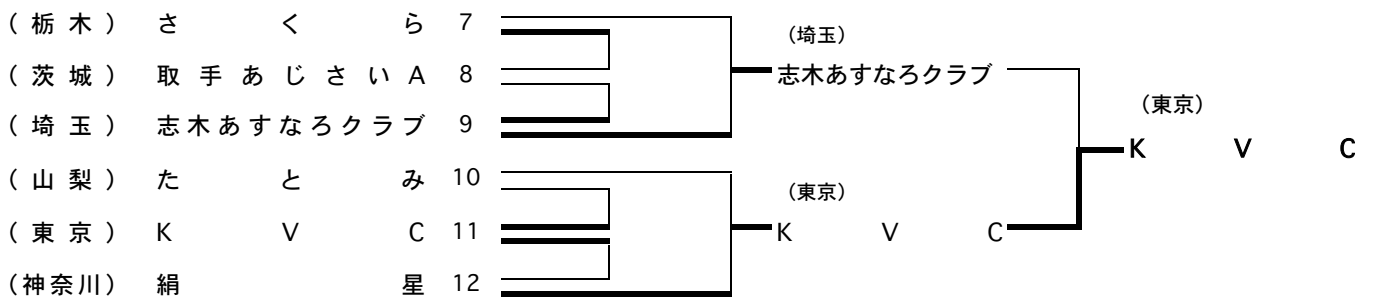 (栃木) さくら 7
(茨城) 取手あじさいA 8
(埼玉) 志木あすなろクラブ 9
(山梨) たとみ 10
(東京) KVC 11
(神奈川) 絹星 12
(埼玉)
志木あすなろクラブ
(東京)
KVC
(東京)
KVC